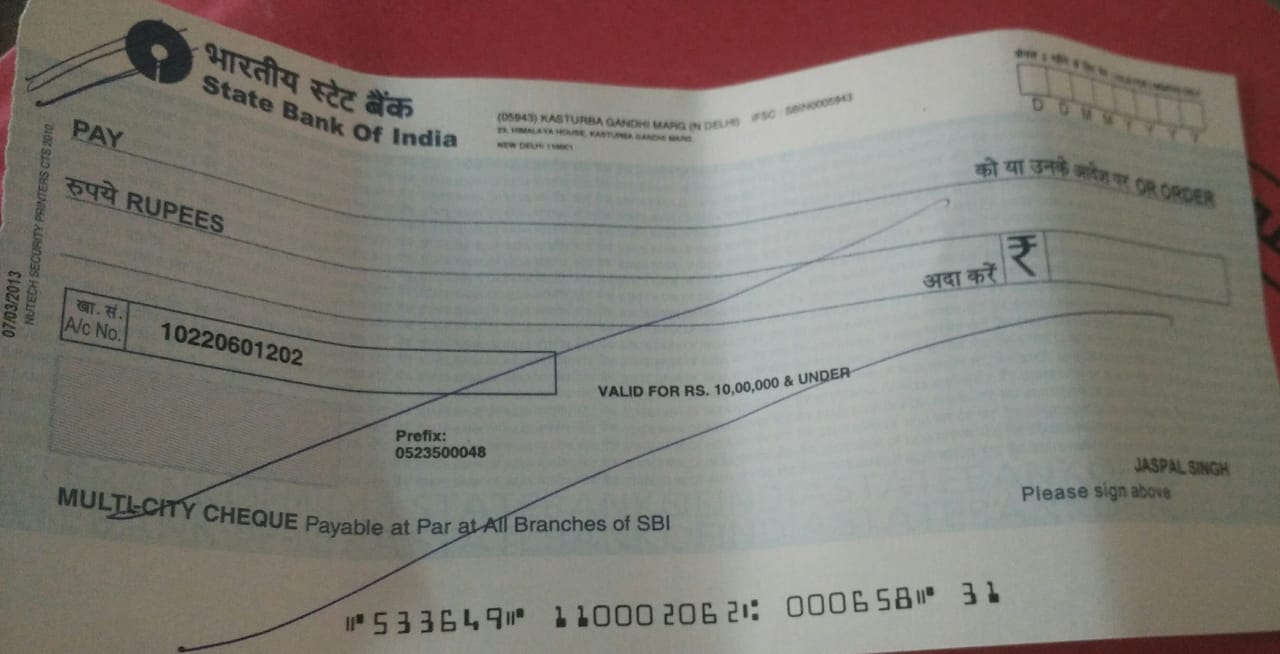 भारतीय स्टेट बैंक
State Bank Of India
(05943) KASTURBA GANDHI MARG (N DELHI) IFSC : SBIN0005943
23, HIMALAYA HOUSE, KASTURBA GANDHI MARG,
NEW DELHI
D D M M Y Y Y Y
PAY
को या उनके आदेश पर OR ORDER
रुपये RUPEES
अदा करें ₹
खा. सं.
A/c No. 10220601202
VALID FOR RS. 10,00,000 & UNDER
Prefix:
0523500048
JASPAL SINGH
Please sign above
MULTI-CITY CHEQUE Payable at Par at All Branches of SBI
⑈533649⑈ 110002062⑆ 000658⑈ 31
07/03/2013
NUTECH SECURITY PRINTERS CTS 2010